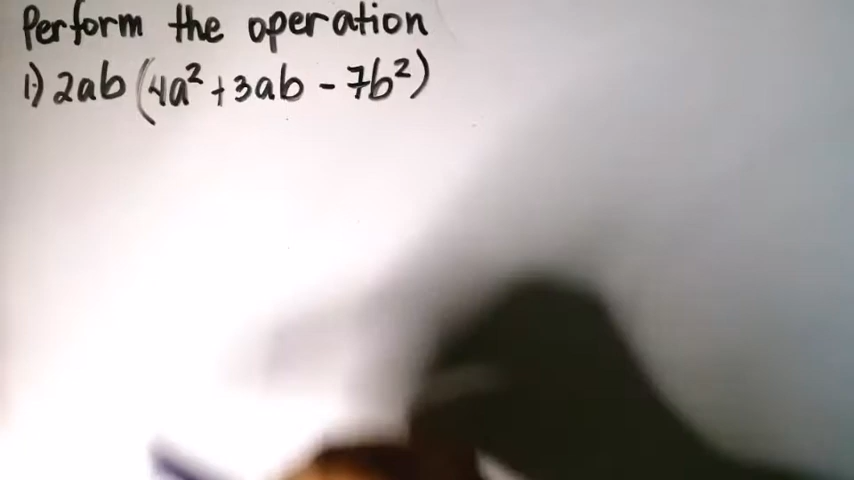 Perform the operation
1.) 2ab (4a² + 3ab - 7b²)